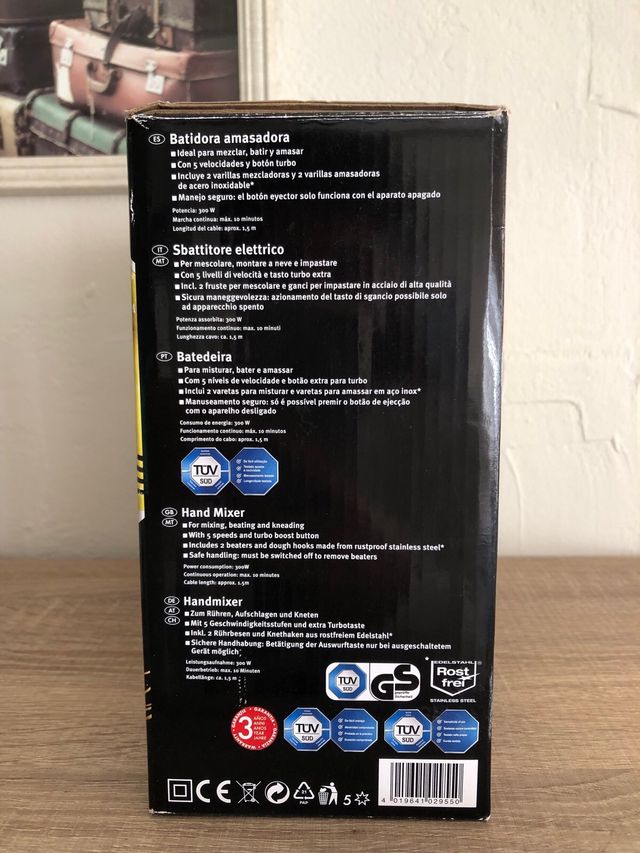 ES Batidora amasadora
■ Ideal para mezclar, batir y amasar
■ Con 5 velocidades y botón turbo
■ Incluye 2 varillas mezcladoras y 2 varillas amasadoras
de acero inoxidable*
■ Manejo seguro: el botón eyector solo funciona con el aparato apagado
Potencia: 300 W
Marcha continua: máx. 10 minutos
Longitud del cable: aprox. 1,5 m
IT Sbattitore elettrico
MT ■ Per mescolare, montare a neve e impastare
■ Con 5 livelli di velocità e tasto turbo extra
■ Incl. 2 fruste per mescolare e ganci per impastare in acciaio di alta qualità
■ Sicura maneggevolezza: azionamento del tasto di sgancio possibile solo
ad apparecchio spento
Potenza assorbita: 300 W
Funzionamento continuo: max. 10 minuti
Lunghezza cavo: ca. 1,5 m
PT Batedeira
■ Para misturar, bater e amassar
■ Com 5 níveis de velocidade e botão extra para turbo
■ Inclui 2 varetas para misturar e varetas para amassar em aço inox*
■ Manuseamento seguro: só é possível premir o botão de ejecção
com o aparelho desligado
Consumo de energia: 300 W
Funcionamento contínuo: máx. 10 minutos
Comprimento do cabo: aprox. 1,5 m
TÜV
SÜD
GB Hand Mixer
MT ■ For mixing, beating and kneading
■ With 5 speeds and turbo boost button
■ Includes 2 beaters and dough hooks made from rustproof stainless steel*
■ Safe handling: must be switched off to remove beaters
Power consumption: 300W
Continuous operation: max. 10 minutes
Cable length: approx. 1.5m
DE Handmixer
AT ■ Zum Rühren, Aufschlagen und Kneten
CH ■ Mit 5 Geschwindigkeitsstufen und extra Turbotaste
■ Inkl. 2 Rührbesen und Knethaken aus rostfreiem Edelstahl*
■ Sichere Handhabung: Betätigung der Auswurftaste nur bei ausgeschaltetem
Gerät möglich
Leistungsaufnahme: 300 W
Dauerbetrieb: max. 10 Minuten
Kabellänge: ca. 1,5 m
TÜV
SÜD
GS
geprüfte
Sicherheit
* EDELSTAHL
Rost
frei
STAINLESS STEEL
3
AÑOS
ANNI
ANOS
YEAR
JAHRE
TÜV
SÜD
TÜV
SÜD
CE
21
PAP
5
4 019641 029550